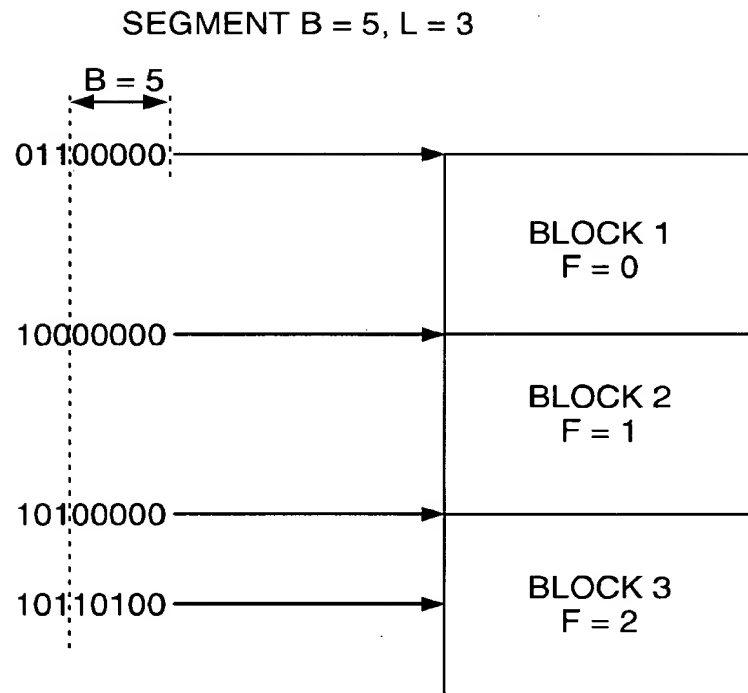 SEGMENT B = 5, L = 3
B = 5
01100000
BLOCK 1
F = 0
10000000
BLOCK 2
F = 1
10100000
BLOCK 3
F = 2
10110100